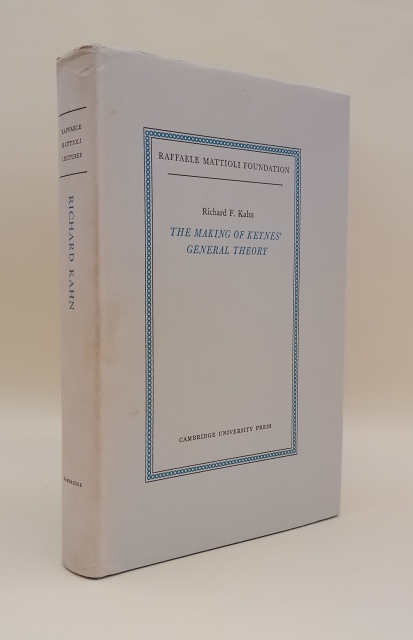 RAFFAELE
MATTIOLI
LECTURES
RICHARD KAHN
CAMBRIDGE
RAFFAELE MATTIOLI FOUNDATION
Richard F. Kahn
THE MAKING OF KEYNES'
GENERAL THEORY
CAMBRIDGE UNIVERSITY PRESS